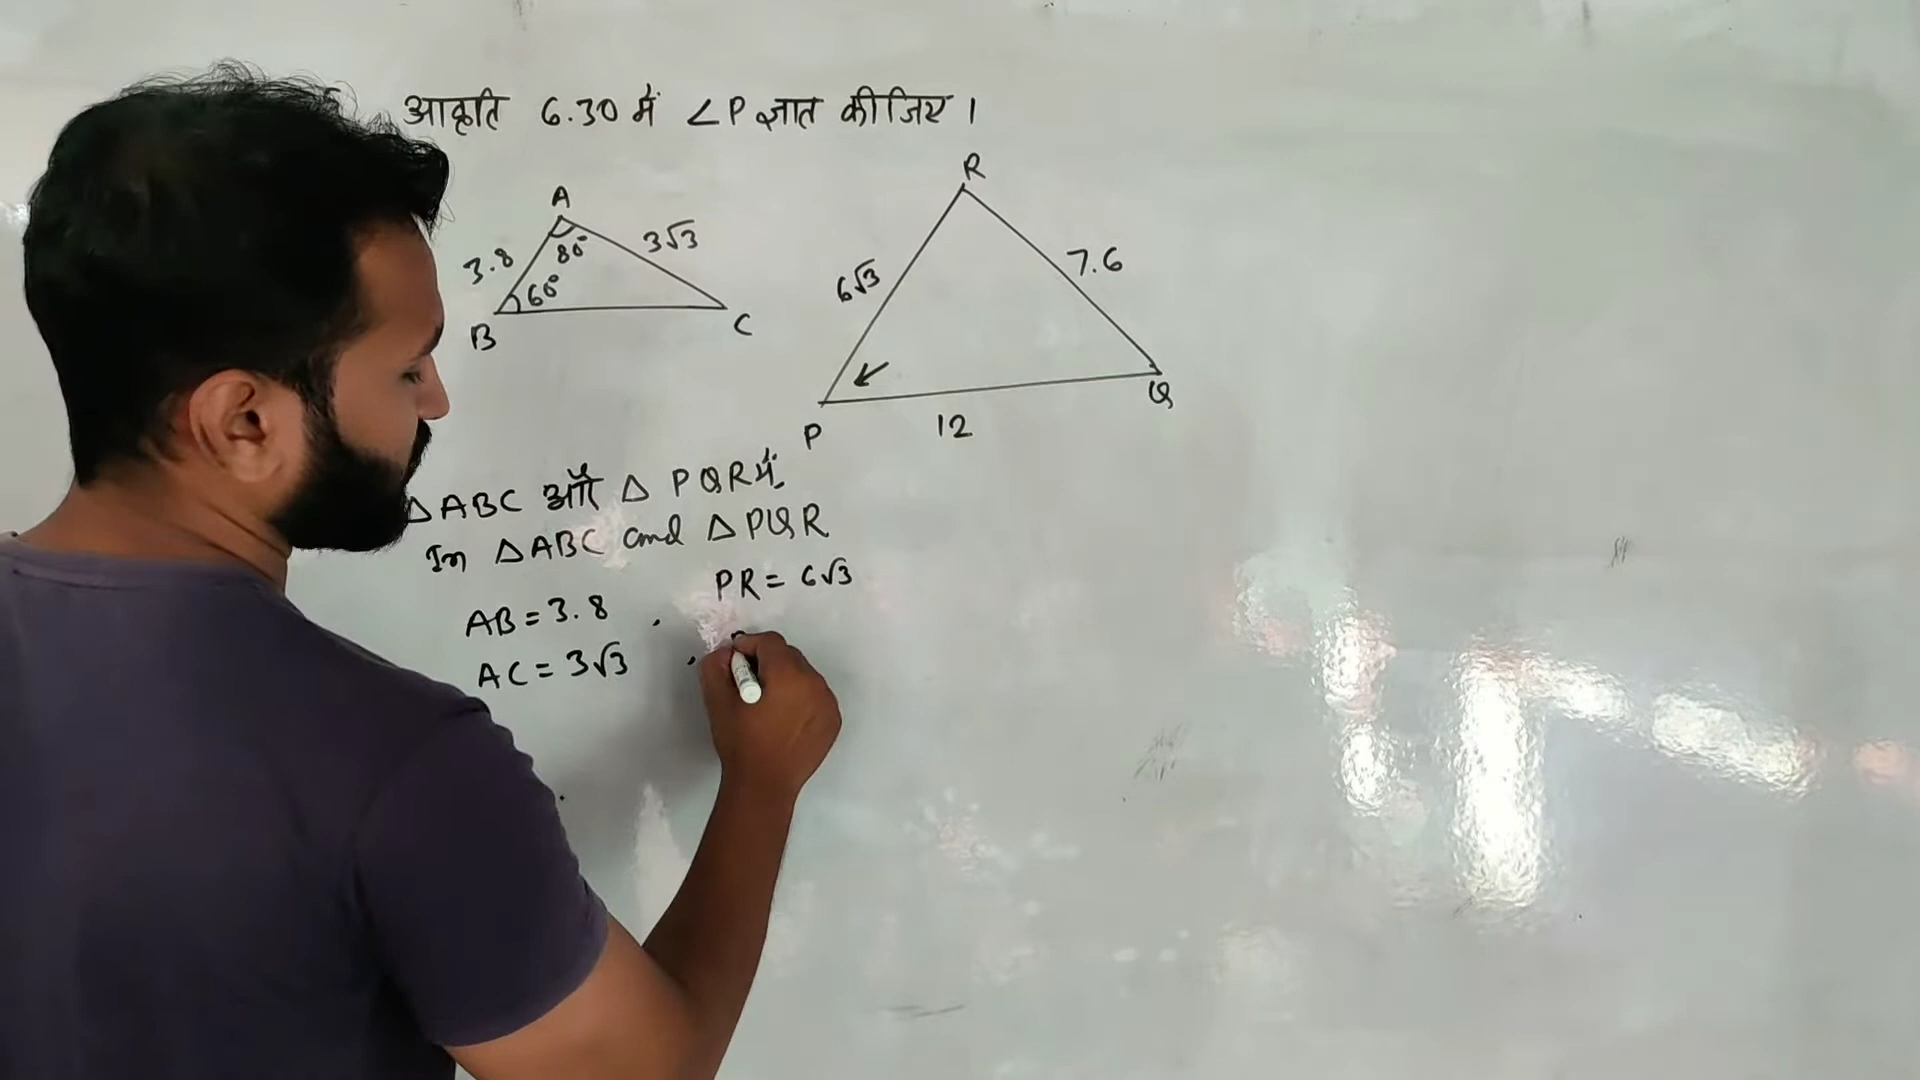 आकृति 6.30 में ∠P ज्ञात कीजिए ।
A
3.8
80°
3√3
60°
B
C
R
6√3
7.6
P
12
Q
△ABC और △ PQR में
In △ABC and △PQR
AB = 3.8
PR = 6√3
AC = 3√3